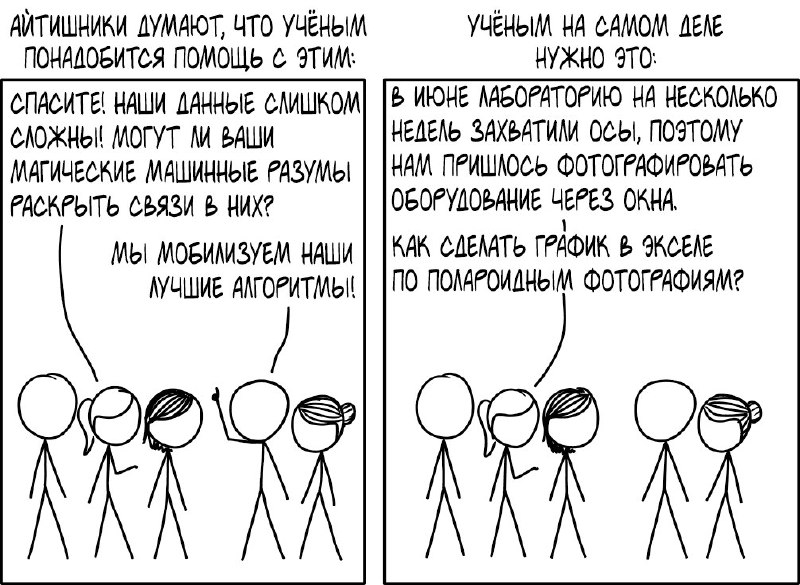 АЙТИШНИКИ ДУМАЮТ, ЧТО УЧЁНЫМ
ПОНАДОБИТСЯ ПОМОЩЬ С ЭТИМ:
СПАСИТЕ! НАШИ ДАННЫЕ СЛИШКОМ
СЛОЖНЫ! МОГУТ ЛИ ВАШИ
МАГИЧЕСКИЕ МАШИННЫЕ РАЗУМЫ
РАСКРЫТЬ СВЯЗИ В НИХ?
МЫ МОБИЛИЗУЕМ НАШИ
ЛУЧШИЕ АЛГОРИТМЫ!
УЧЁНЫМ НА САМОМ ДЕЛЕ
НУЖНО ЭТО:
В ИЮНЕ ЛАБОРАТОРИЮ НА НЕСКОЛЬКО
НЕДЕЛЬ ЗАХВАТИЛИ ОСЫ, ПОЭТОМУ
НАМ ПРИШЛОСЬ ФОТОГРАФИРОВАТЬ
ОБОРУДОВАНИЕ ЧЕРЕЗ ОКНА.
КАК СДЕЛАТЬ ГРАФИК В ЭКСЕЛЕ
ПО ПОЛАРОИДНЫМ ФОТОГРАФИЯМ?